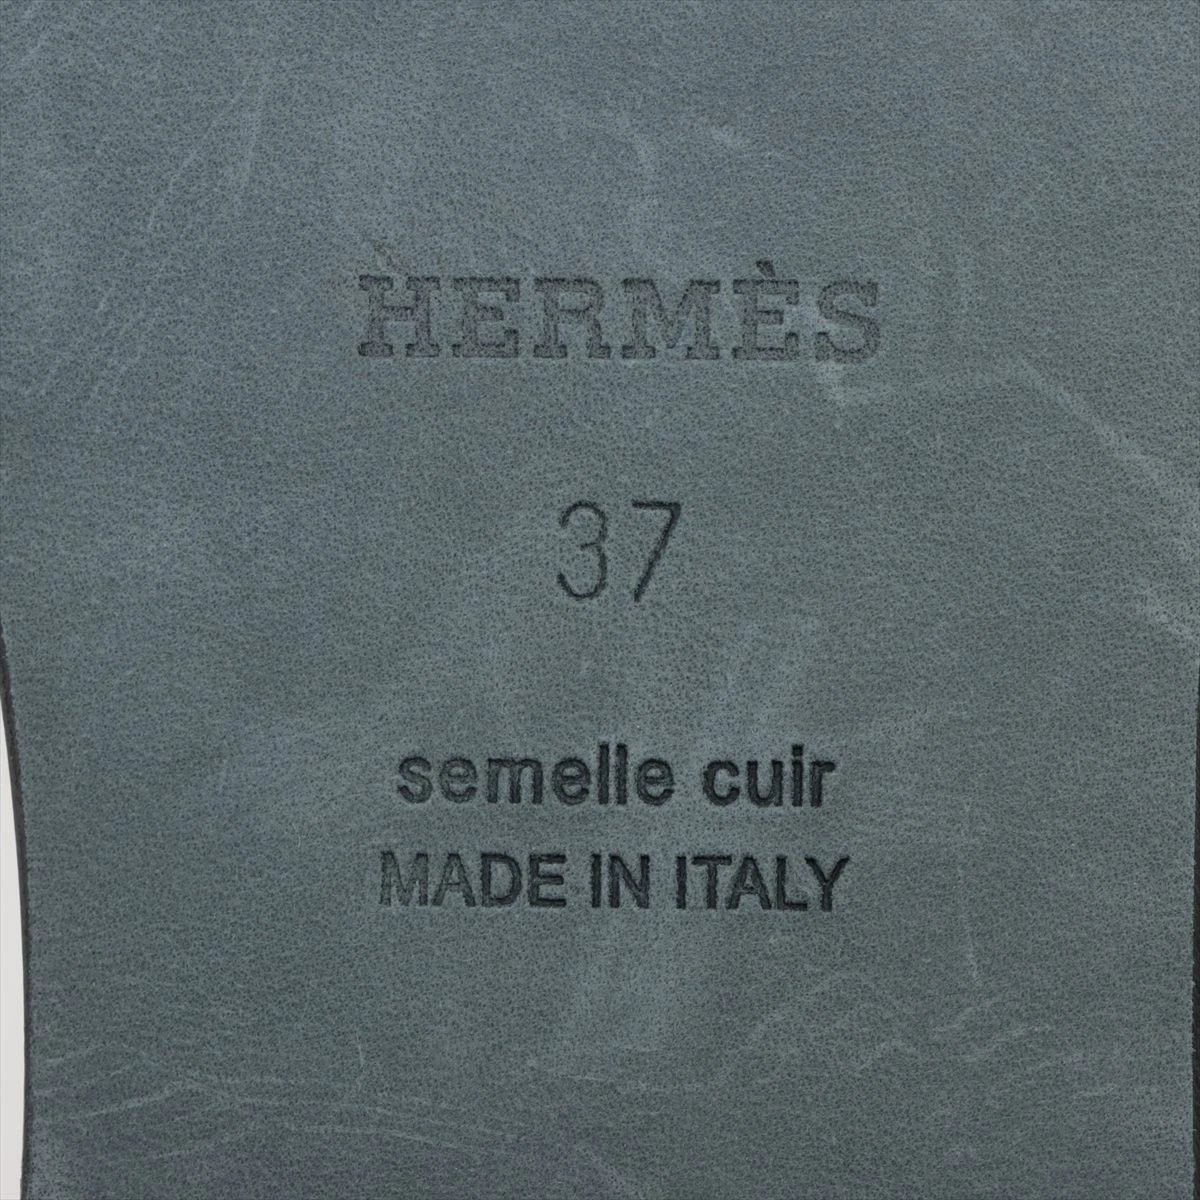 HERMÈS
37
semelle cuir
MADE IN ITALY